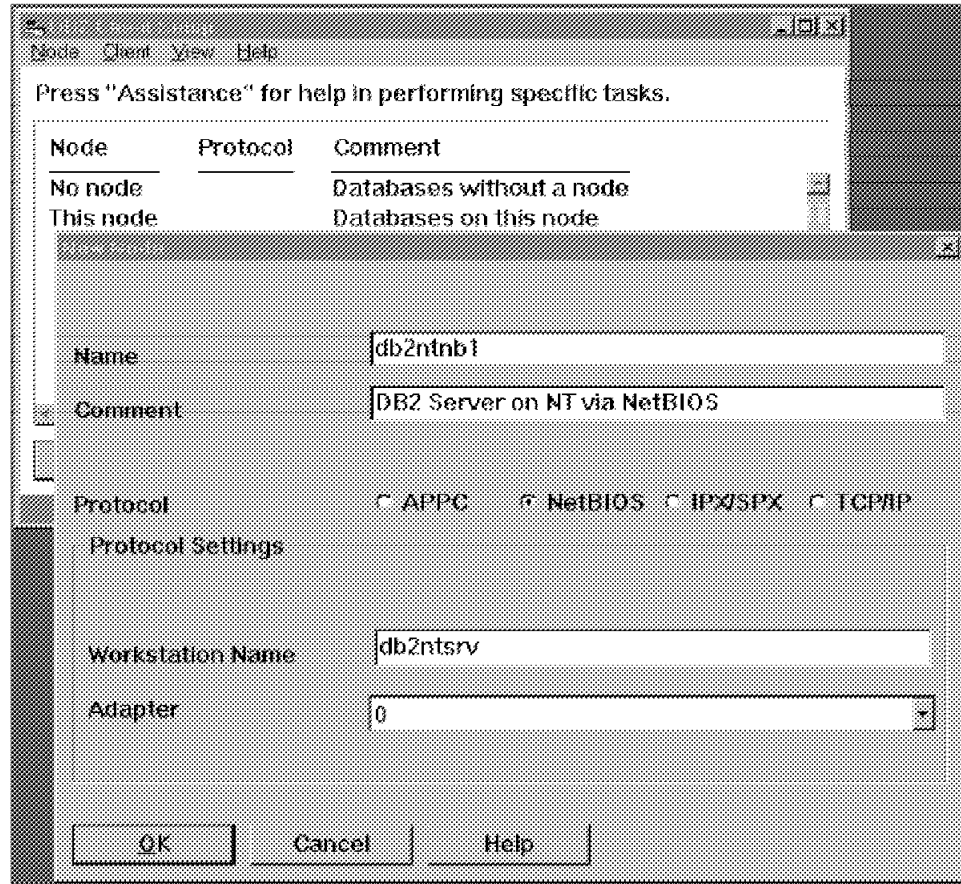 Node Client View Help
Press "Assistance" for help in performing specific tasks.
Node Protocol Comment
No node Databases without a node
This node Databases on this node
Name db2ntnb1
Comment DB2 Server on NT via NetBIOS
Protocol APPC NetBIOS IPX/SPX TCP/IP
Protocol Settings
Workstation Name db2ntsrv
Adapter 0
OK Cancel Help